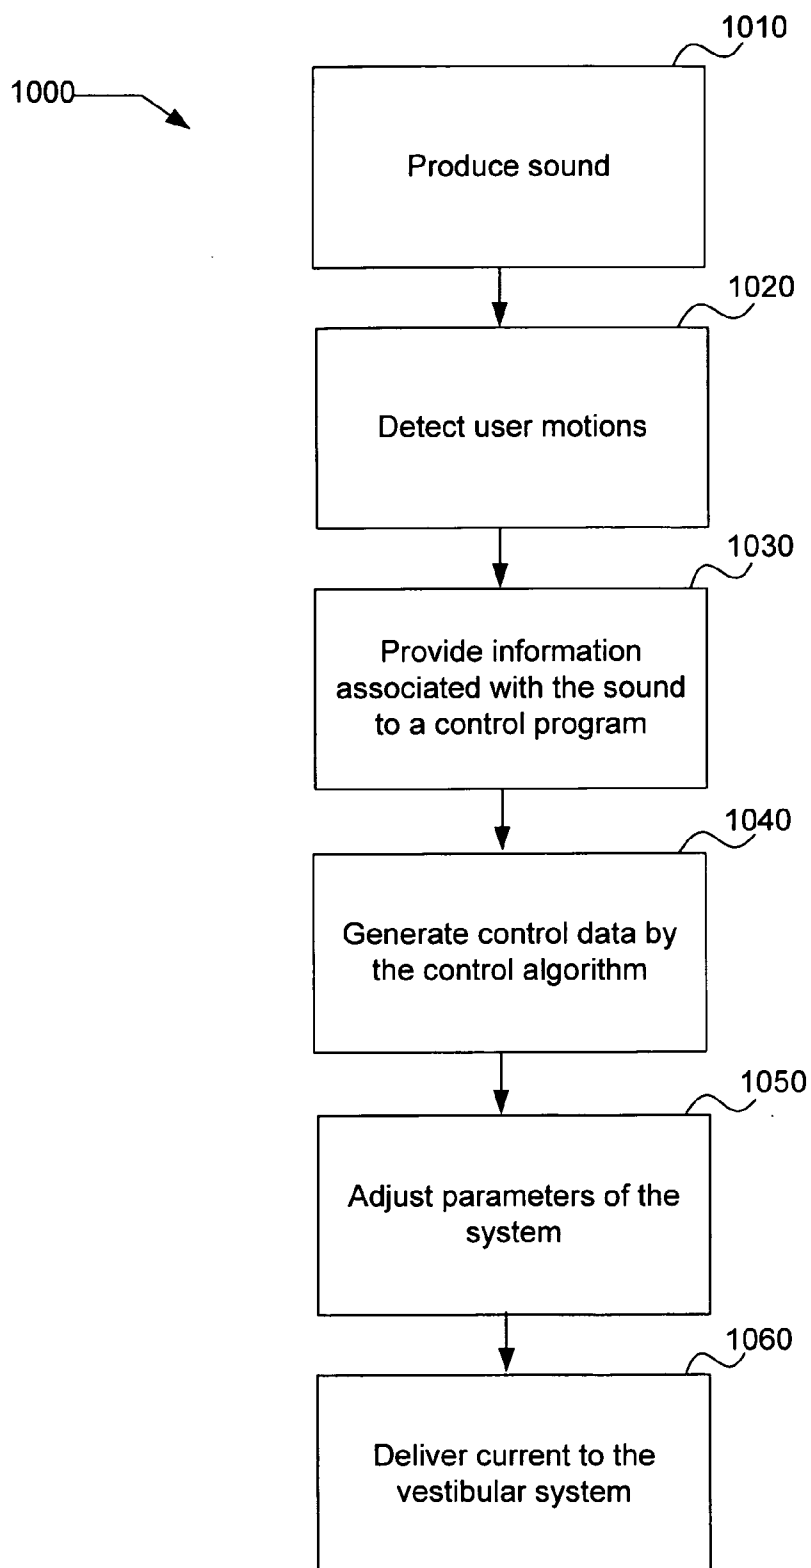 1010
1000
Produce sound
1020
Detect user motions
1030
Provide information
associated with the sound
to a control program
1040
Generate control data by
the control algorithm
1050
Adjust parameters of the
system
1060
Deliver current to the
vestibular system